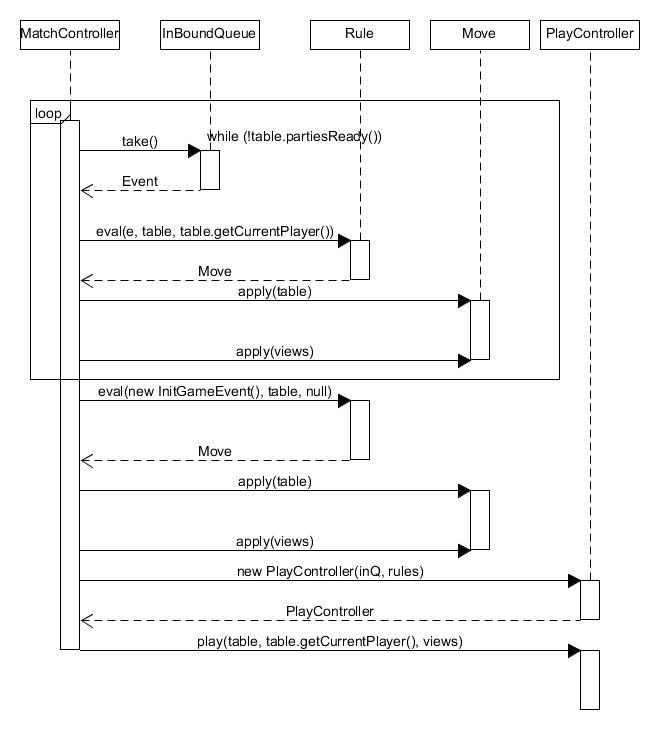 MatchController
InBoundQueue
Rule
Move
PlayController
loop
while (!table.partiesReady())
take()
Event
eval(e, table, table.getCurrentPlayer())
Move
apply(table)
apply(views)
eval(new InitGameEvent(), table, null)
Move
apply(table)
apply(views)
new PlayController(inQ, rules)
PlayController
play(table, table.getCurrentPlayer(), views)